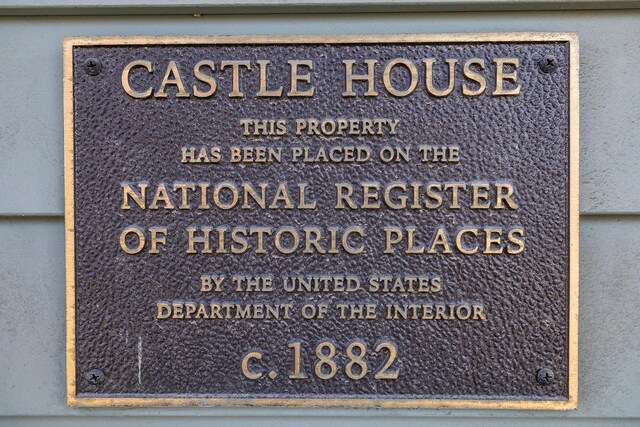 CASTLE HOUSE
THIS PROPERTY
HAS BEEN PLACED ON THE
NATIONAL REGISTER
OF HISTORIC PLACES
BY THE UNITED STATES
DEPARTMENT OF THE INTERIOR
c. 1882